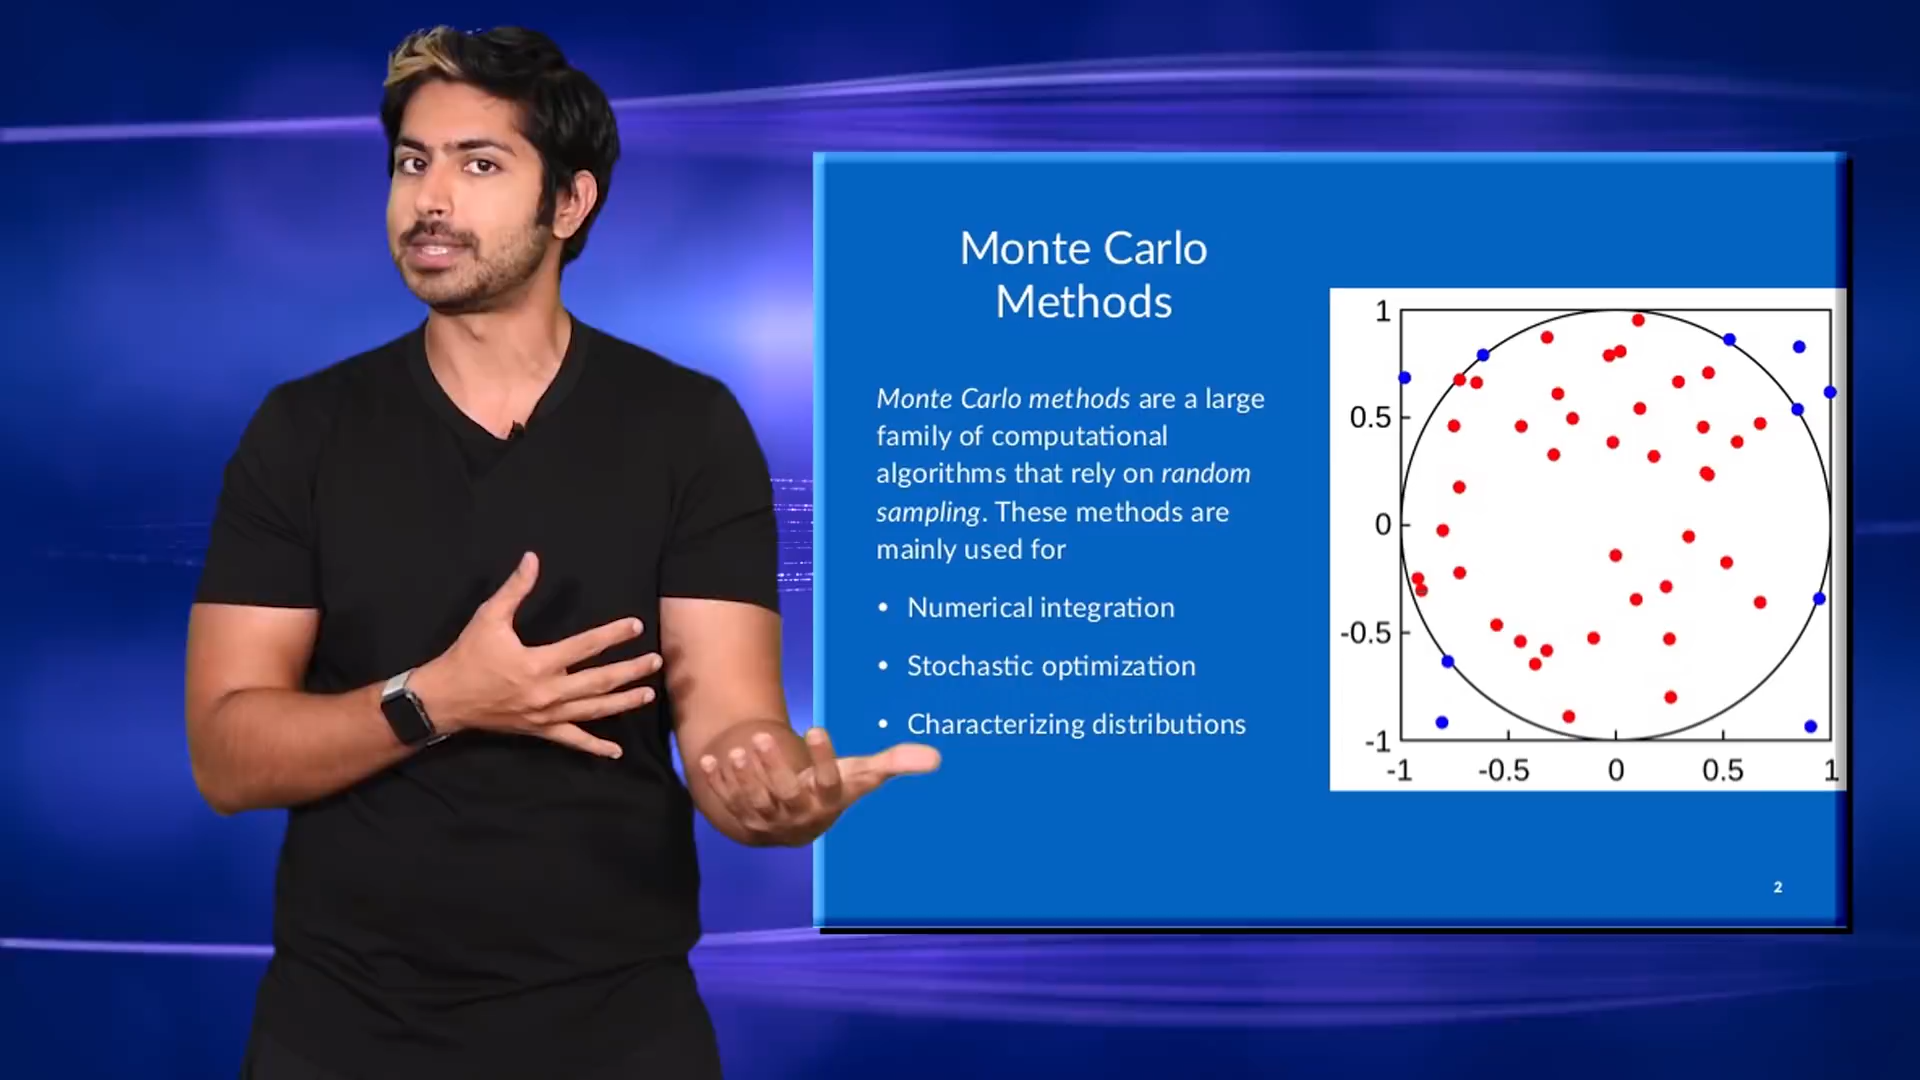 Monte Carlo
Methods
Monte Carlo methods are a large
family of computational
algorithms that rely on random
sampling. These methods are
mainly used for
• Numerical integration
• Stochastic optimization
• Characterizing distributions
1
0.5
0
-0.5
-1
-1 -0.5 0 0.5 1
2